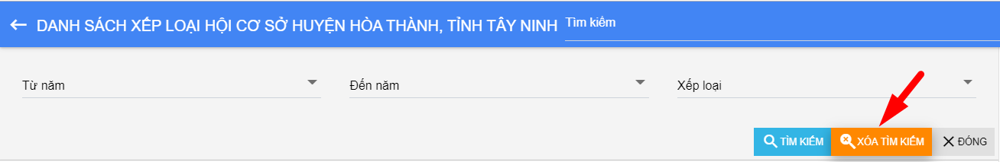 DANH SÁCH XẾP LOẠI HỘI CƠ SỞ HUYỆN HÒA THÀNH, TỈNH TÂY NINH Tìm kiếm
Từ năm Đến năm Xếp loại
TÌM KIẾM XÓA TÌM KIẾM ĐÓNG